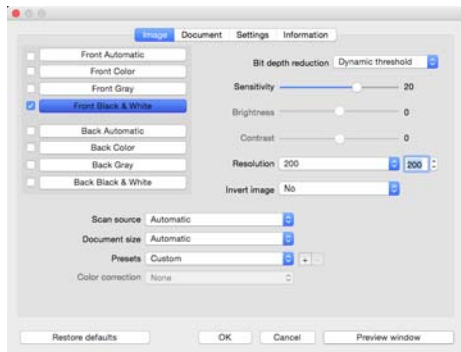 Image Document Settings Information
Front Automatic
Front Color
Front Gray
Front Black & White
Back Automatic
Back Color
Back Gray
Back Black & White
Bit depth reduction Dynamic threshold
Sensitivity 20
Brightness 0
Contrast 0
Resolution 200 200
Invert image No
Scan source Automatic
Document size Automatic
Presets Custom + -
Color correction None
Restore defaults OK Cancel Preview window